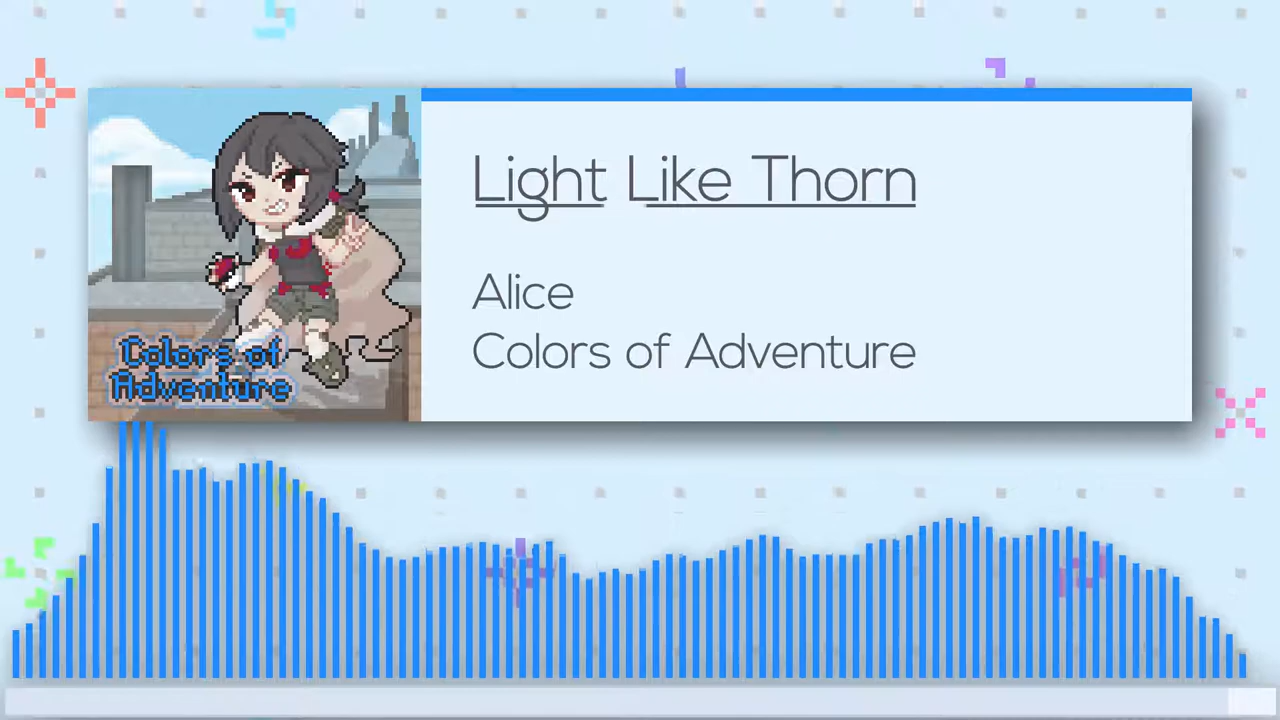 Light Like Thorn
Alice
Colors of Adventure
Colors of
Adventure